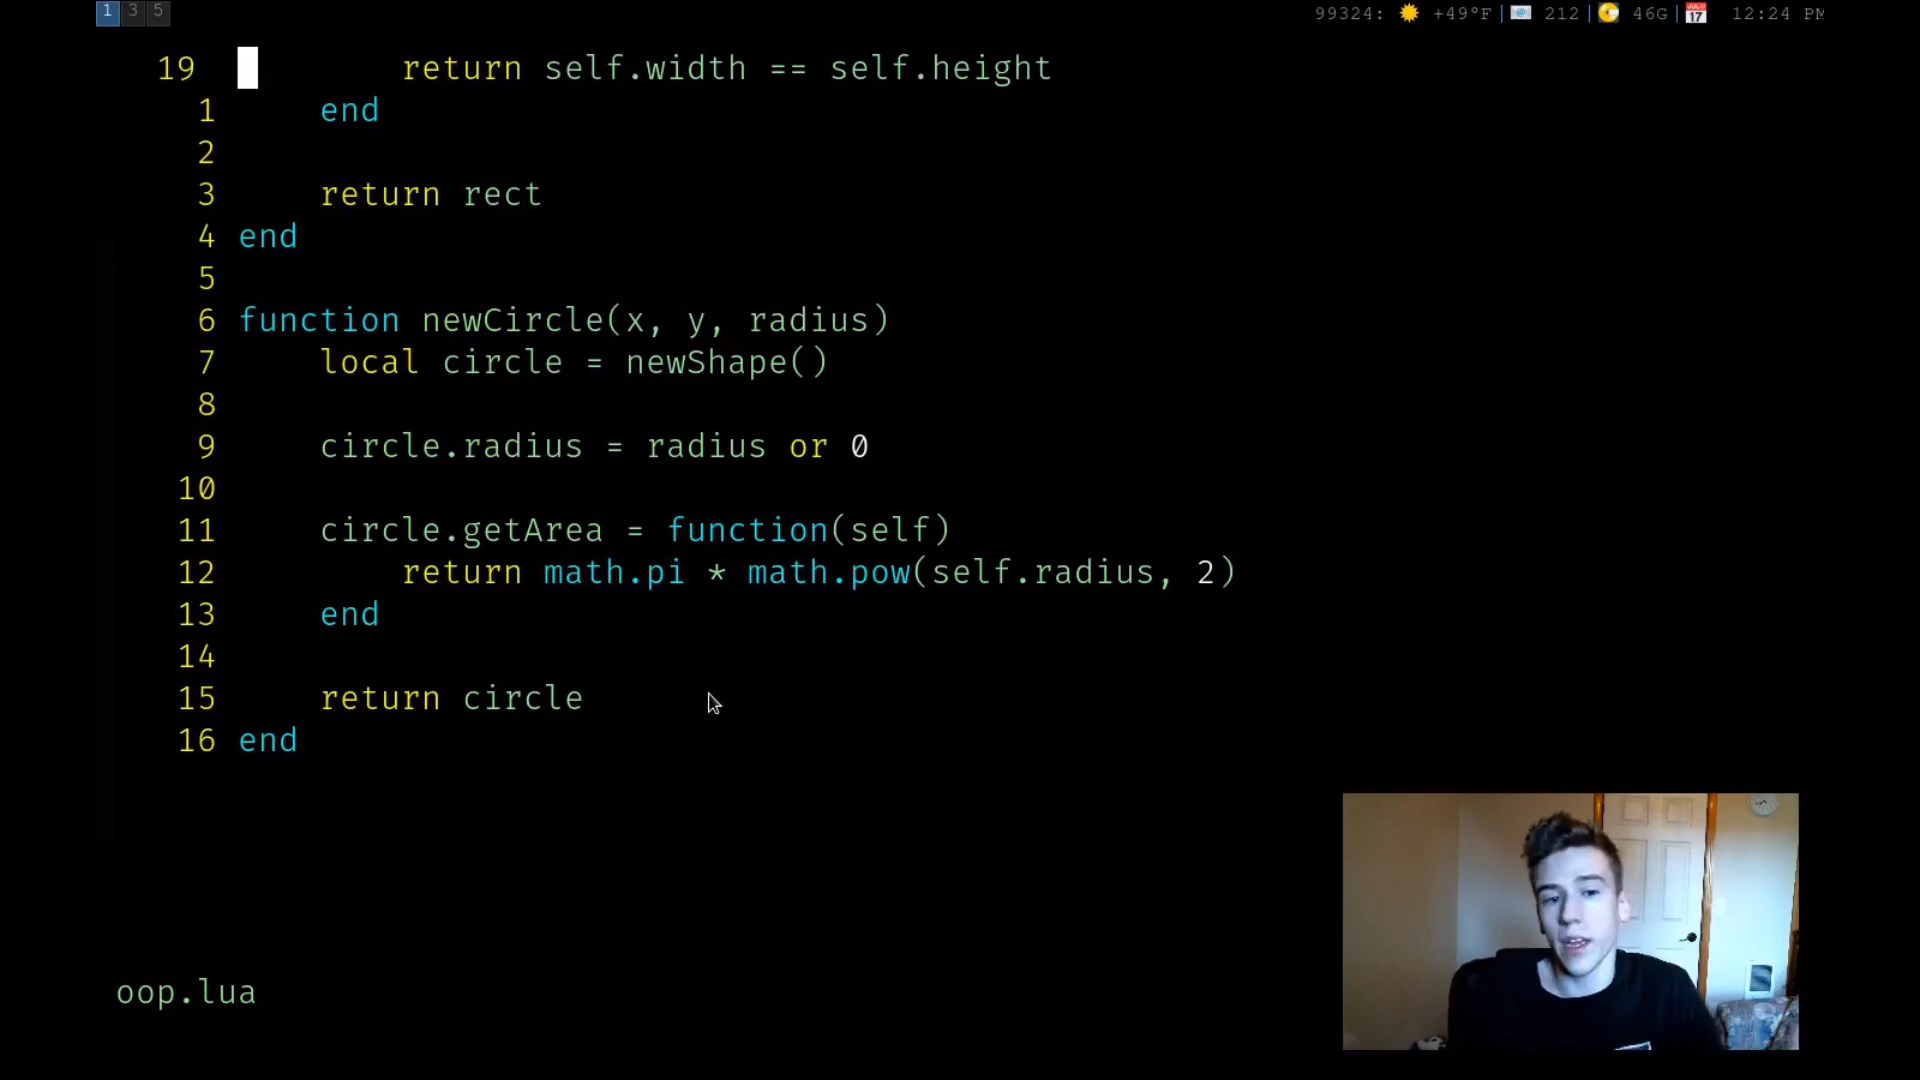 1 3 5
99324: +49°F | 212 | 46G | 12:24 PM
19 return self.width == self.height
1 end
2
3 return rect
4 end
5
6 function newCircle(x, y, radius)
7 local circle = newShape()
8
9 circle.radius = radius or 0
10
11 circle.getArea = function(self)
12 return math.pi * math.pow(self.radius, 2)
13 end
14
15 return circle
16 end
oop.lua